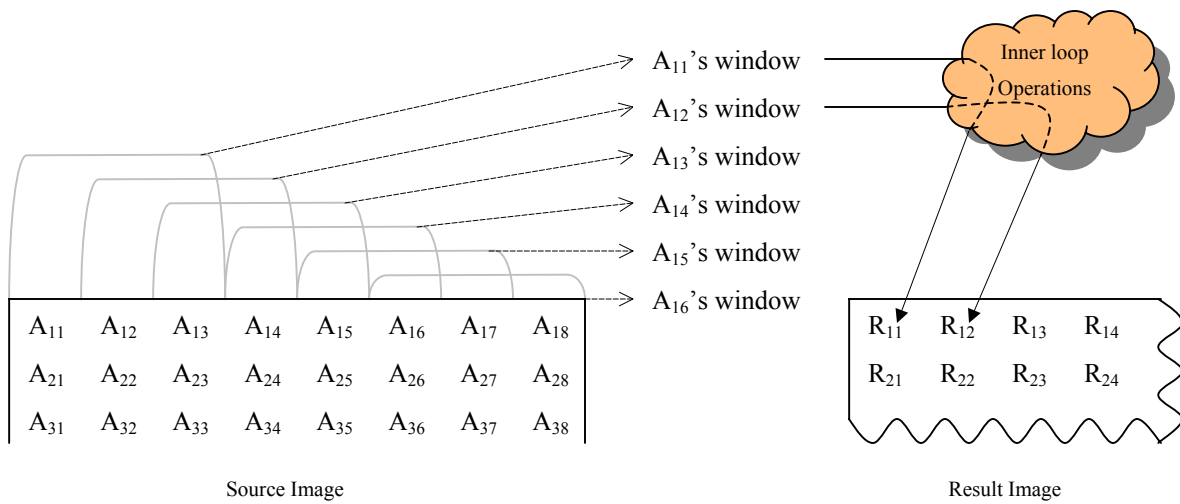 A₁₁’s window
A₁₂’s window
A₁₃’s window
A₁₄’s window
A₁₅’s window
A₁₆’s window
Inner loop
Operations
A₁₁ A₁₂ A₁₃ A₁₄ A₁₅ A₁₆ A₁₇ A₁₈
A₂₁ A₂₂ A₂₃ A₂₄ A₂₅ A₂₆ A₂₇ A₂₈
A₃₁ A₃₂ A₃₃ A₃₄ A₃₅ A₃₆ A₃₇ A₃₈
Source Image
R₁₁ R₁₂ R₁₃ R₁₄
R₂₁ R₂₂ R₂₃ R₂₄
Result Image